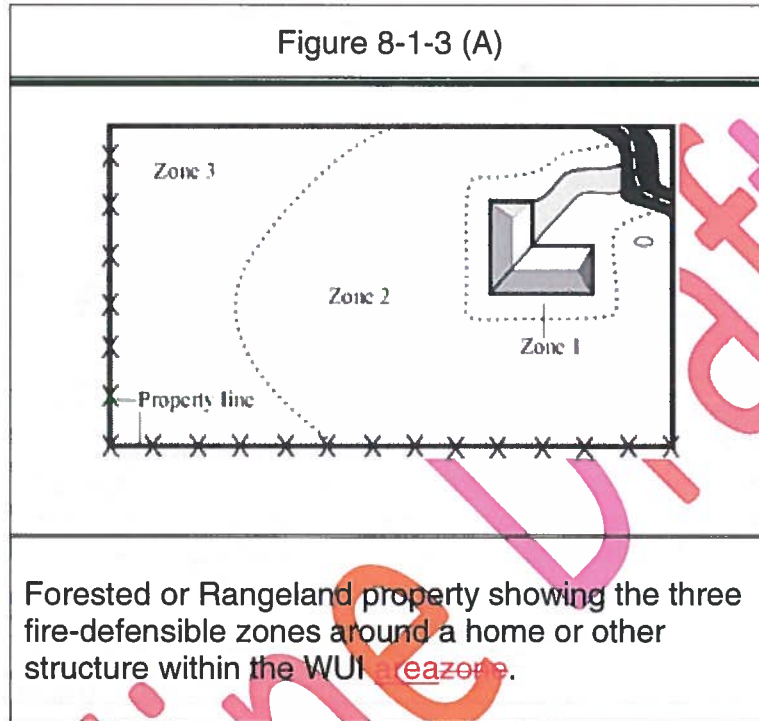 Figure 8-1-3 (A)
Zone 3
Zone 2
Zone 1
Property line
Forested or Rangeland property showing the three
fire-defensible zones around a home or other
structure within the WUI areazone.